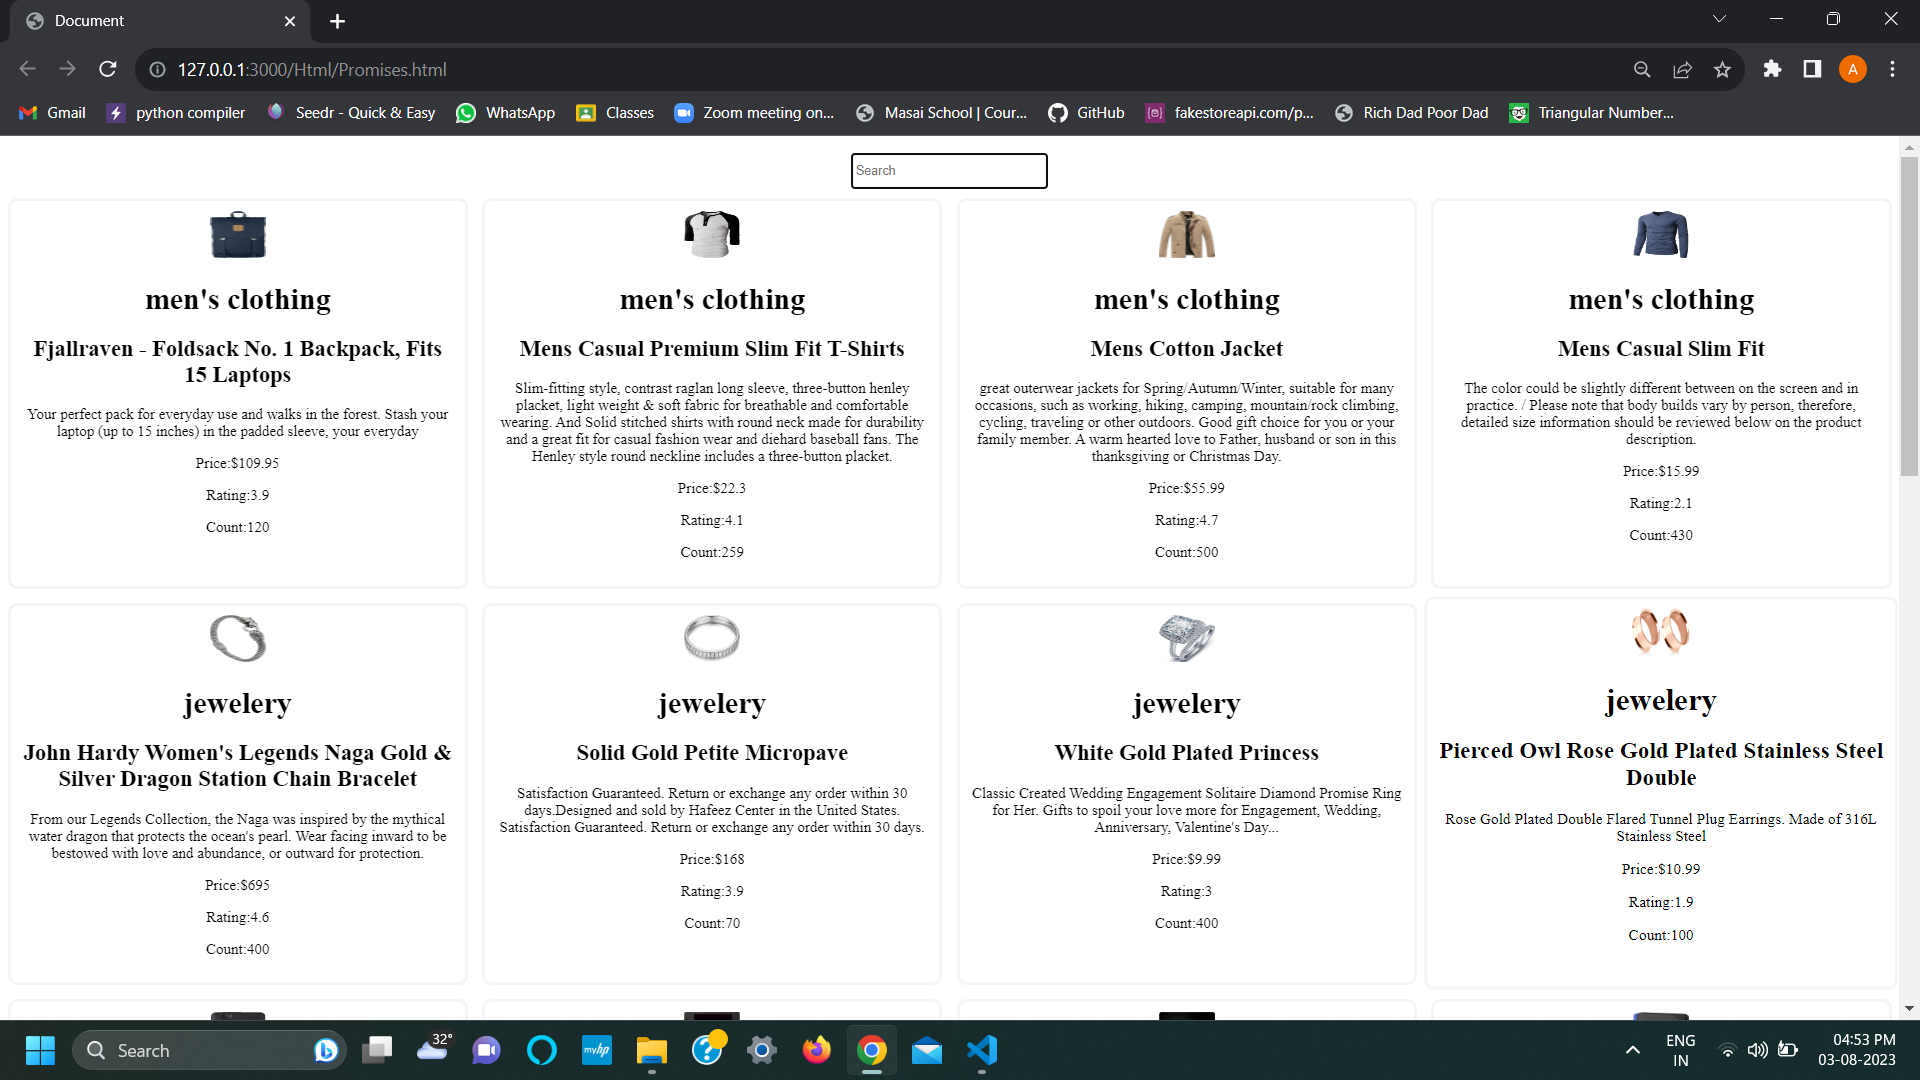 Document
127.0.0.1:3000/Html/Promises.html
A
Gmail
python compiler
Seedr - Quick & Easy
WhatsApp
Classes
Zoom meeting on...
Masai School | Cour...
GitHub
fakestoreapi.com/p...
Rich Dad Poor Dad
Triangular Number...
Search
men's clothing
Fjallraven - Foldsack No. 1 Backpack, Fits
15 Laptops
Your perfect pack for everyday use and walks in the forest. Stash your
laptop (up to 15 inches) in the padded sleeve, your everyday
Price:$109.95
Rating:3.9
Count:120
men's clothing
Mens Casual Premium Slim Fit T-Shirts
Slim-fitting style, contrast raglan long sleeve, three-button henley
placket, light weight & soft fabric for breathable and comfortable
wearing. And Solid stitched shirts with round neck made for durability
and a great fit for casual fashion wear and diehard baseball fans. The
Henley style round neckline includes a three-button placket.
Price:$22.3
Rating:4.1
Count:259
men's clothing
Mens Cotton Jacket
great outerwear jackets for Spring/Autumn/Winter, suitable for many
occasions, such as working, hiking, camping, mountain/rock climbing,
cycling, traveling or other outdoors. Good gift choice for you or your
family member. A warm hearted love to Father, husband or son in this
thanksgiving or Christmas Day.
Price:$55.99
Rating:4.7
Count:500
men's clothing
Mens Casual Slim Fit
The color could be slightly different between on the screen and in
practice. / Please note that body builds vary by person, therefore,
detailed size information should be reviewed below on the product
description.
Price:$15.99
Rating:2.1
Count:430
jewelery
John Hardy Women's Legends Naga Gold &
Silver Dragon Station Chain Bracelet
From our Legends Collection, the Naga was inspired by the mythical
water dragon that protects the ocean's pearl. Wear facing inward to be
bestowed with love and abundance, or outward for protection.
Price:$695
Rating:4.6
Count:400
jewelery
Solid Gold Petite Micropave
Satisfaction Guaranteed. Return or exchange any order within 30
days.Designed and sold by Hafeez Center in the United States.
Satisfaction Guaranteed. Return or exchange any order within 30 days.
Price:$168
Rating:3.9
Count:70
jewelery
White Gold Plated Princess
Classic Created Wedding Engagement Solitaire Diamond Promise Ring
for Her. Gifts to spoil your love more for Engagement, Wedding,
Anniversary, Valentine's Day...
Price:$9.99
Rating:3
Count:400
jewelery
Pierced Owl Rose Gold Plated Stainless Steel
Double
Rose Gold Plated Double Flared Tunnel Plug Earrings. Made of 316L
Stainless Steel
Price:$10.99
Rating:1.9
Count:100
Search
32°
myhp
ENG
IN
04:53 PM
03-08-2023